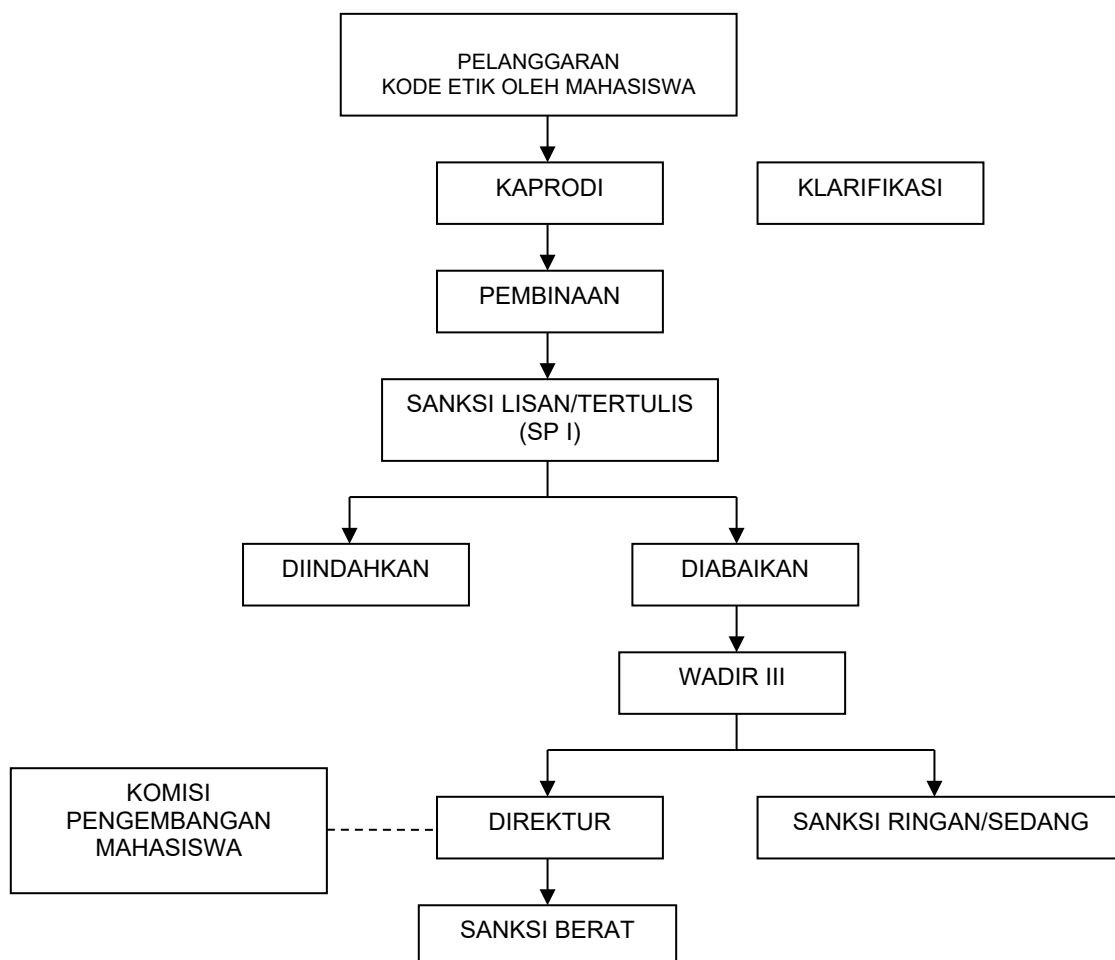 PELANGGARAN
KODE ETIK OLEH MAHASISWA
KAPRODI
KLARIFIKASI
PEMBINAAN
SANKSI LISAN/TERTULIS
(SP I)
DIINDAHKAN
DIABAIKAN
WADIR III
KOMISI
PENGEMBANGAN
MAHASISWA
DIREKTUR
SANKSI RINGAN/SEDANG
SANKSI BERAT